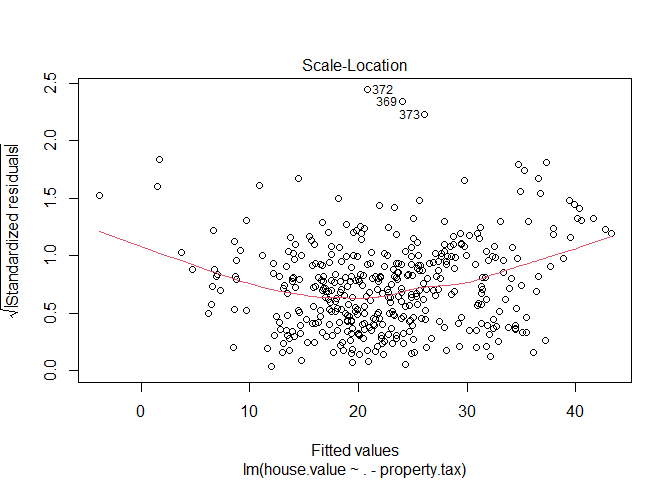 Scale-Location
√|Standardized residuals|
2.5
2.0
1.5
1.0
0.5
0.0
372
369
373
0 10 20 30 40
Fitted values
lm(house.value ~ . - property.tax)